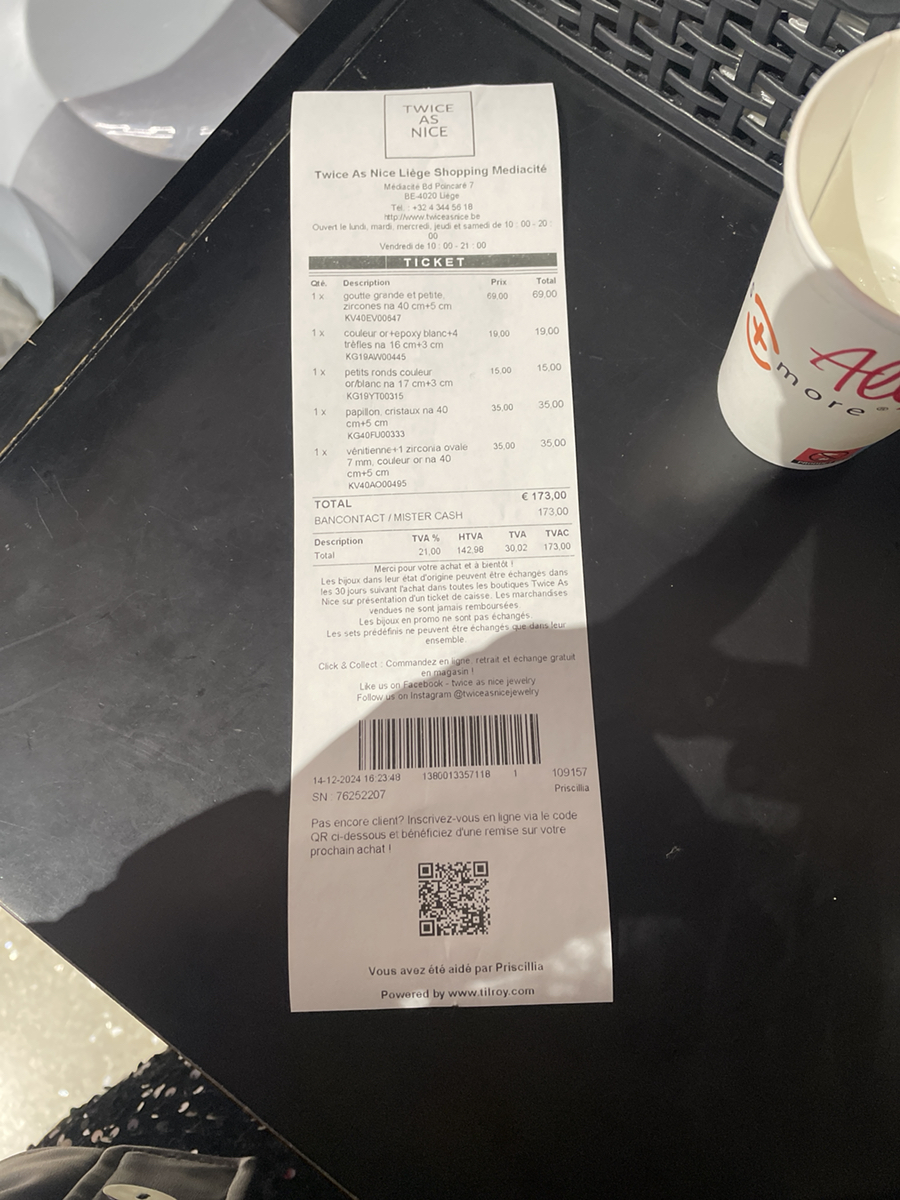 TWICE
AS
NICE
Twice As Nice Liége Shopping Mediacité
Médiacité Bd Poincaré 7
BE-4020 Liége
Tel. : +32 4 344 56 18
http://www.twiceasnice.be
Ouvert le lundi, mardi, mercredi, jeudi et samedi de 10 : 00 - 20 :
00
Vendredi de 10 : 00 - 21 : 00
TICKET
Qté. Description Prix Total
1 x goutte grande et petite, 69,00 69,00
zircones na 40 cm+5 cm
KV40EV00847
1 x couleur or+epoxy blanc+4 19,00 19,00
trèfles na 16 cm+3 cm
KG19AW00445
1 x petits ronds couleur 15,00 15,00
or/blanc na 17 cm+3 cm
KG19YT00315
1 x papillon, cristaux na 40 35,00 35,00
cm+5 cm
KG40FU00333
1 x vénitienne+1 zirconia ovale 35,00 35,00
7 mm, couleur or na 40
cm+5 cm
KV40AO00495
TOTAL € 173,00
BANCONTACT / MISTER CASH 173,00
Description TVA % HTVA TVA TVAC
Total 21,00 142,98 30,02 173,00
Merci pour votre achat et à bientôt !
Les bijoux dans leur état d'origine peuvent être échangés dans
les 30 jours suivant l'achat dans toutes les boutiques Twice As
Nice sur présentation d'un ticket de caisse. Les marchandises
vendues ne sont jamais remboursées.
Les bijoux en promo ne sont pas échangés.
Les sets prédéfinis ne peuvent être échangés que dans leur
ensemble.
Click & Collect : Commandez en ligne, retrait et échange gratuit
en magasin !
Like us on Facebook - twice as nice jewelry
Follow us on Instagram @twiceasnicejewelry
14-12-2024 16:23:48 1380013357118 1 109157
SN : 76252207 Priscillia
Pas encore client? Inscrivez-vous en ligne via le code
QR ci-dessous et bénéficiez d'une remise sur votre
prochain achat !
Vous avez été aidé par Priscillia
Powered by www.tilroy.com
more